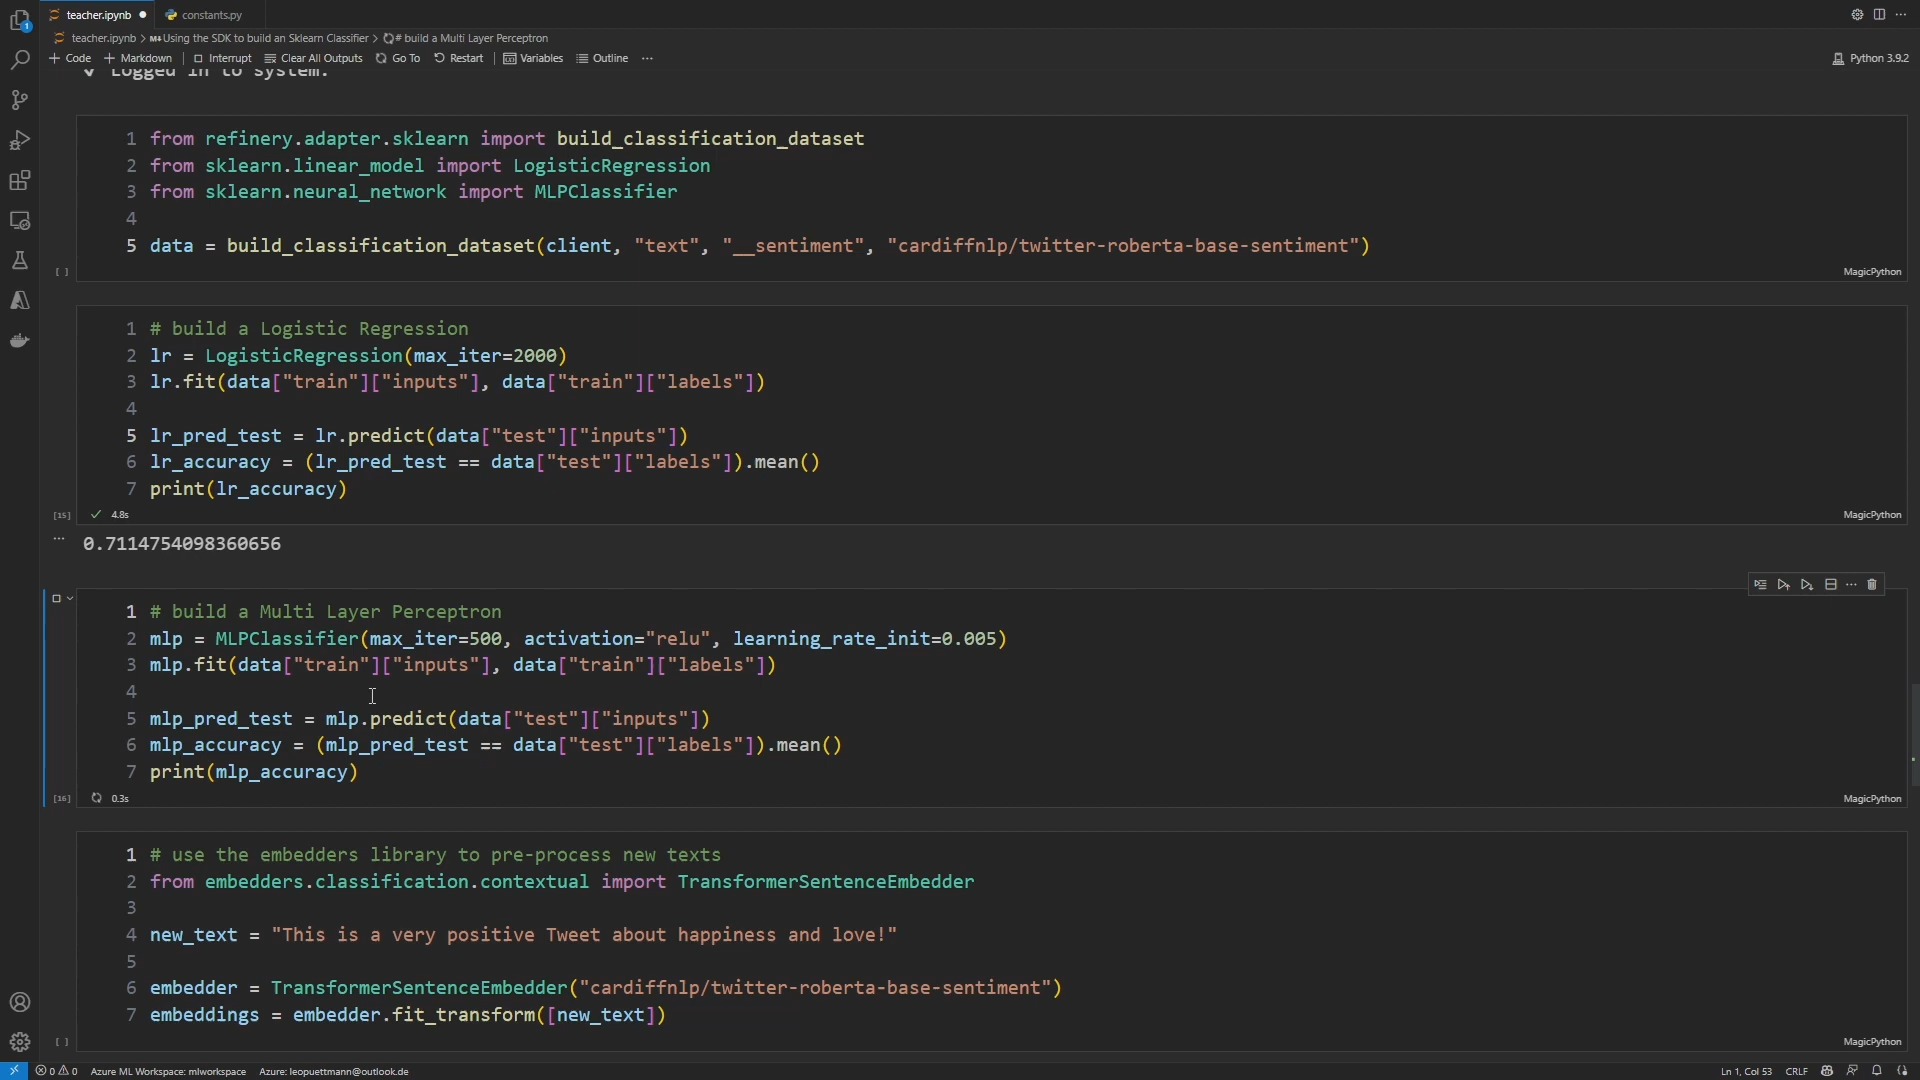 1
teacher.ipynb
constants.py
teacher.ipynb > M↓Using the SDK to build an Sklearn Classifier > # build a Multi Layer Perceptron
+ Code + Markdown | Interrupt Clear All Outputs Go To Restart | Variables Outline ...
Python 3.9.2
Logged in to system.
1 from refinery.adapter.sklearn import build_classification_dataset
2 from sklearn.linear_model import LogisticRegression
3 from sklearn.neural_network import MLPClassifier
4
5 data = build_classification_dataset(client, "text", "__sentiment", "cardiffnlp/twitter-roberta-base-sentiment")
[ ]
MagicPython
1 # build a Logistic Regression
2 lr = LogisticRegression(max_iter=2000)
3 lr.fit(data["train"]["inputs"], data["train"]["labels"])
4
5 lr_pred_test = lr.predict(data["test"]["inputs"])
6 lr_accuracy = (lr_pred_test == data["test"]["labels"]).mean()
7 print(lr_accuracy)
[15] ✓ 4.8s
MagicPython
... 0.7114754098360656
1 # build a Multi Layer Perceptron
2 mlp = MLPClassifier(max_iter=500, activation="relu", learning_rate_init=0.005)
3 mlp.fit(data["train"]["inputs"], data["train"]["labels"])
4
5 mlp_pred_test = mlp.predict(data["test"]["inputs"])
6 mlp_accuracy = (mlp_pred_test == data["test"]["labels"]).mean()
7 print(mlp_accuracy)
[16] 0.3s
MagicPython
1 # use the embedders library to pre-process new texts
2 from embedders.classification.contextual import TransformerSentenceEmbedder
3
4 new_text = "This is a very positive Tweet about happiness and love!"
5
6 embedder = TransformerSentenceEmbedder("cardiffnlp/twitter-roberta-base-sentiment")
7 embeddings = embedder.fit_transform([new_text])
[ ]
MagicPython
0 0 Azure ML Workspace: mlworkspace Azure: leopuettmann@outlook.de
Ln 1, Col 53 CRLF